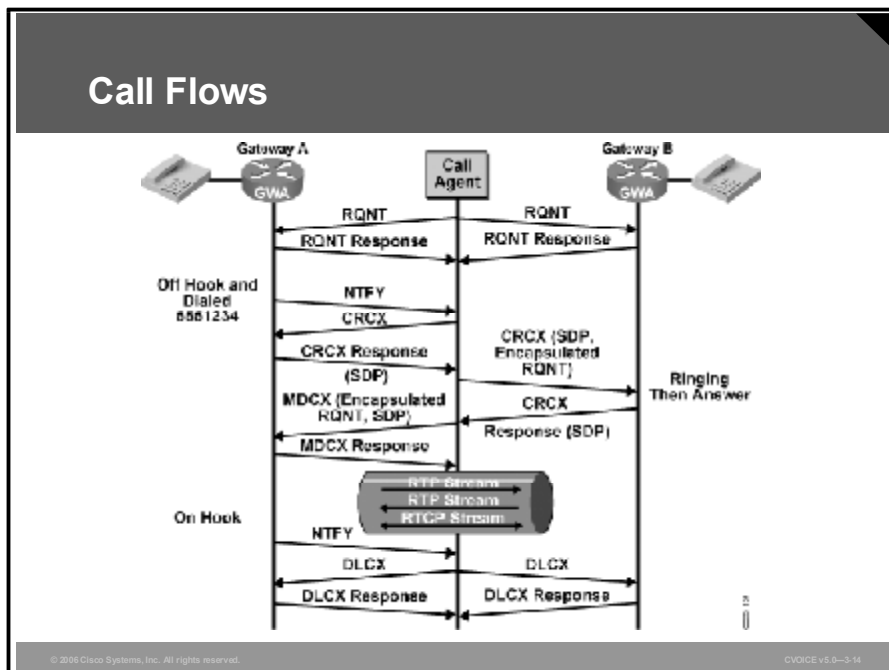 Call Flows
Gateway A
Call
Agent
Gateway B
GWA
GWA
RQNT
RQNT
RQNT Response
RQNT Response
Off Hook and
Dialed
NTFY
CRCX
CRCX Response
(SDP)
CRCX (SDP,
Encapsulated
RQNT)
Ringing
Then Answer
MDCX (Encapsulated
RQNT, SDP)
CRCX
Response (SDP)
MDCX Response
RTP Stream
RTP Stream
RTCP Stream
On Hook
NTFY
DLCX
DLCX
DLCX Response
DLCX Response
© 2006 Cisco Systems, Inc. All rights reserved.
CVOICE v5.0—3-14